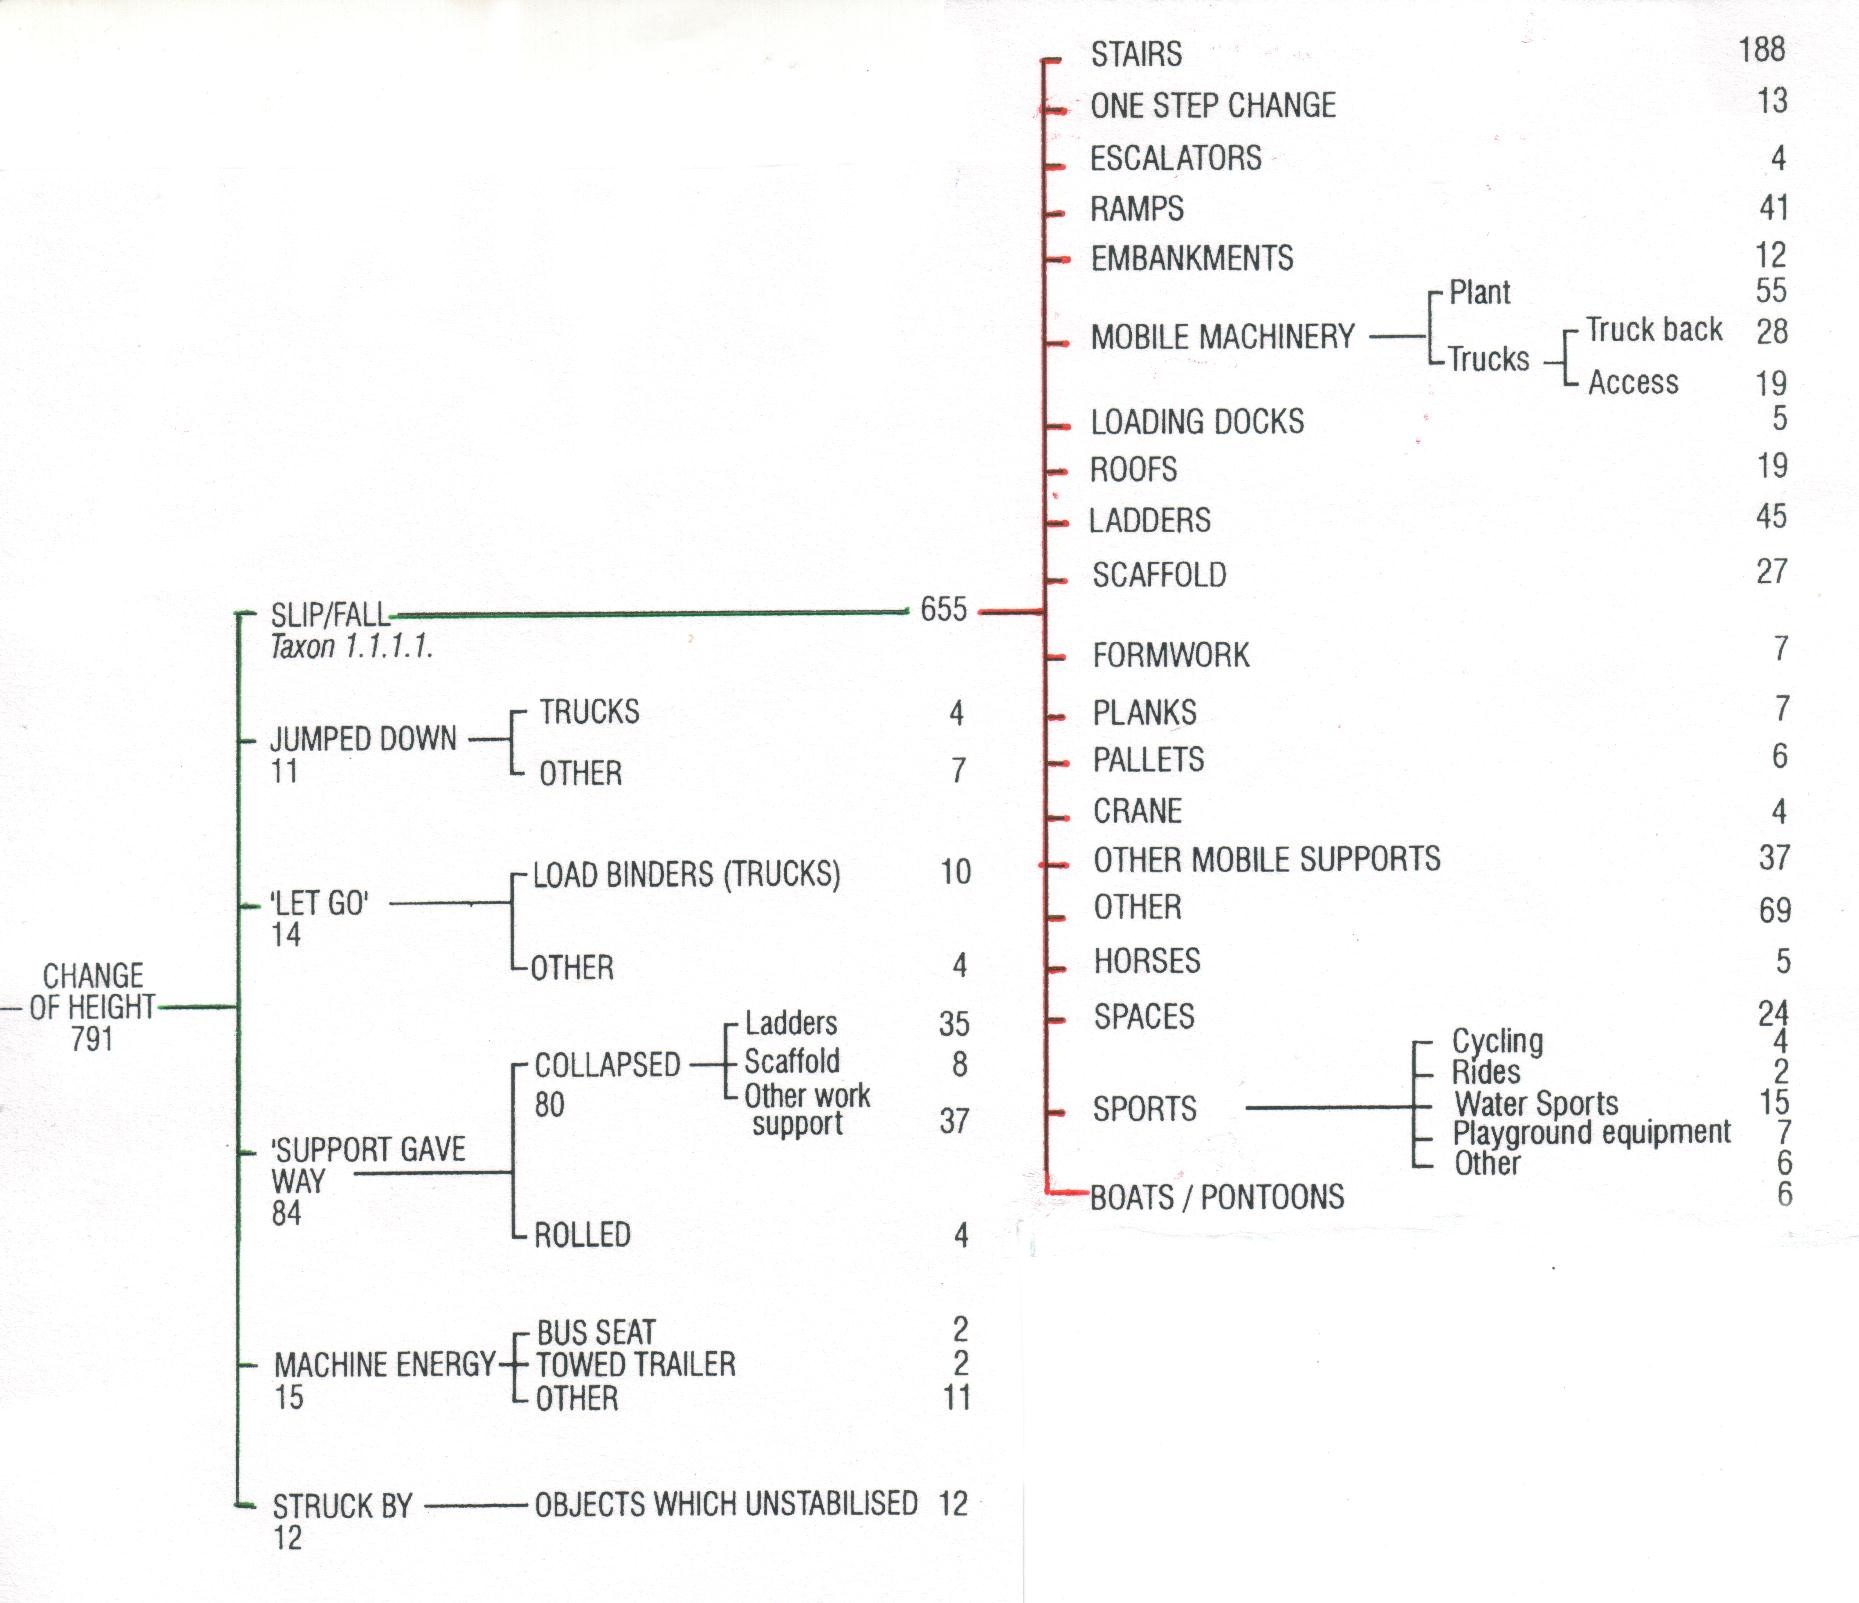 STAIRS 188
ONE STEP CHANGE 13
ESCALATORS 4
RAMPS 41
EMBANKMENTS 12
Plant 55
MOBILE MACHINERY
Truck back 28
Trucks
Access 19
LOADING DOCKS 5
ROOFS 19
LADDERS 45
SCAFFOLD 27
SLIP/FALL 655
Taxon 1.1.1.1.
FORMWORK 7
PLANKS 7
PALLETS 6
CRANE 4
OTHER MOBILE SUPPORTS 37
OTHER 69
HORSES 5
SPACES 24
Cycling 4
Rides 2
SPORTS
Water Sports 15
Playground equipment 7
Other 6
BOATS / PONTOONS 6
TRUCKS 4
JUMPED DOWN
11
OTHER 7
LOAD BINDERS (TRUCKS) 10
'LET GO'
14
OTHER 4
CHANGE
OF HEIGHT
791
Ladders 35
COLLAPSED
80
Scaffold 8
Other work
support 37
'SUPPORT GAVE
WAY
84
ROLLED 4
BUS SEAT 2
MACHINE ENERGY
15
TOWED TRAILER 2
OTHER 11
STRUCK BY
12
OBJECTS WHICH UNSTABILISED 12